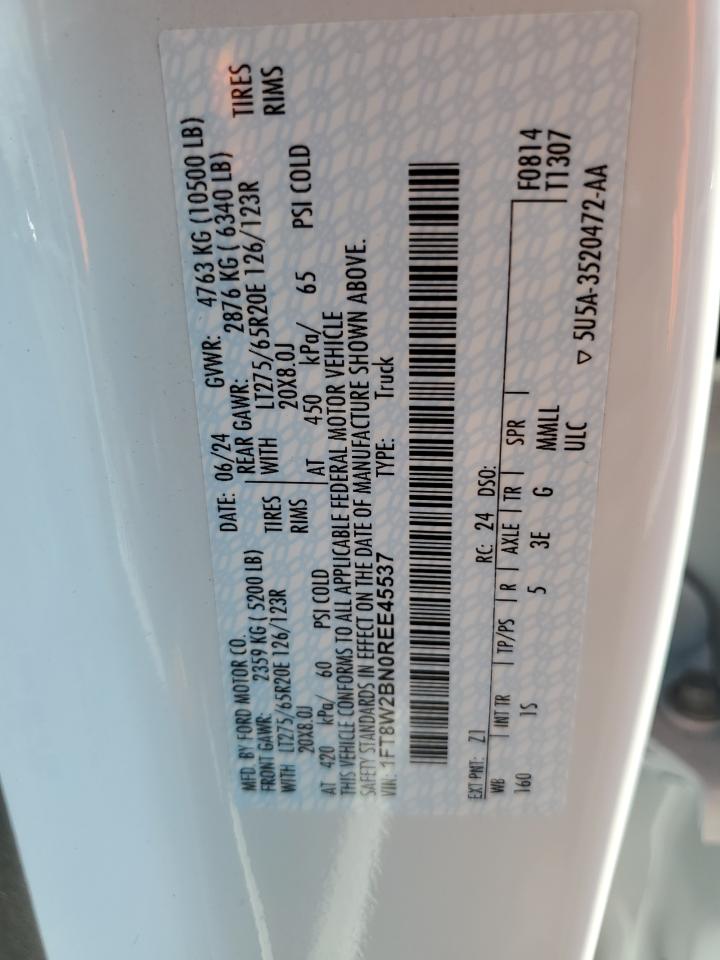 MFD. BY FORD MOTOR CO. DATE: 06/24 GVWR: 4763 KG (10500 LB)
FRONT GAWR: 2359 KG ( 5200 LB) REAR GAWR: 2876 KG ( 6340 LB)
WITH LT275/65R20E 126/123R TIRES WITH LT275/65R20E 126/123R TIRES
20X8.0J RIMS 20X8.0J RIMS
AT 420 kPa/ 60 PSI COLD AT 450 kPa/ 65 PSI COLD
THIS VEHICLE CONFORMS TO ALL APPLICABLE FEDERAL MOTOR VEHICLE
SAFETY STANDARDS IN EFFECT ON THE DATE OF MANUFACTURE SHOWN ABOVE.
VIN: 1FT8W2BN0REE45537 TYPE: Truck
EXT PNT: Z1 RC: 24 DSO: F0814
WB INT TR TP/PS R AXLE TR SPR T1307
160 1S 5 3E G MMLL
ULC
▽ 5U5A-3520472-AA